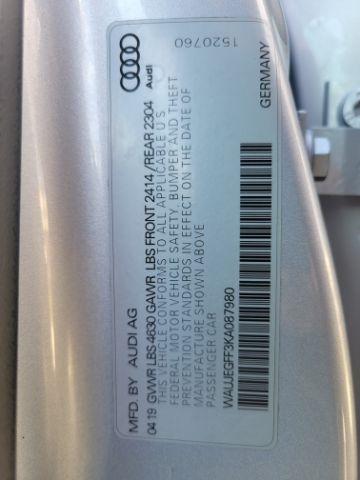 1520760
Audi
GERMANY
MFD. BY AUDI AG
04.19 GVWR LBS 4630 GAWR LBS FRONT 2414 /REAR 2304
THIS VEHICLE CONFORMS TO ALL APPLICABLE U S
FEDERAL MOTOR VEHICLE SAFETY, BUMPER AND THEFT
PREVENTION STANDARDS IN EFFECT ON THE DATE OF
MANUFACTURE SHOWN ABOVE
PASSENGER CAR
WAUJEGFF3KA087980